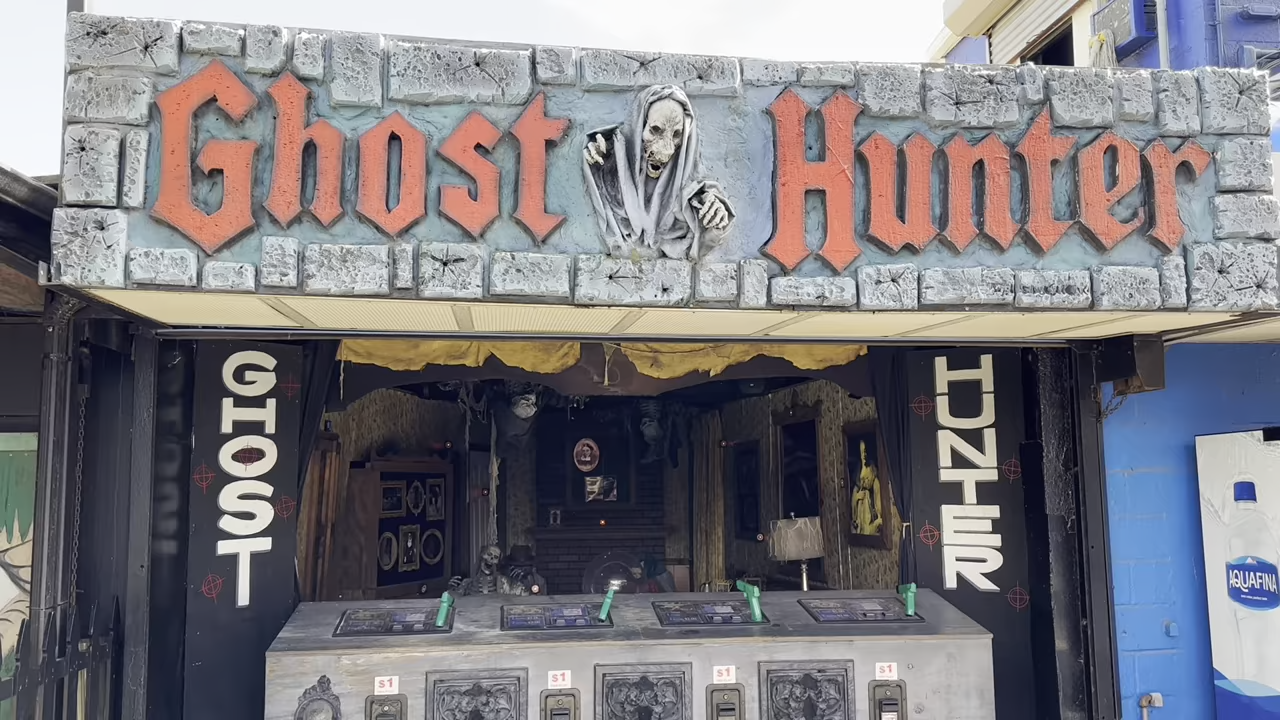 Ghost Hunter
GHOST
HUNTER
AQUAFINA
$1
$1
$1
$1